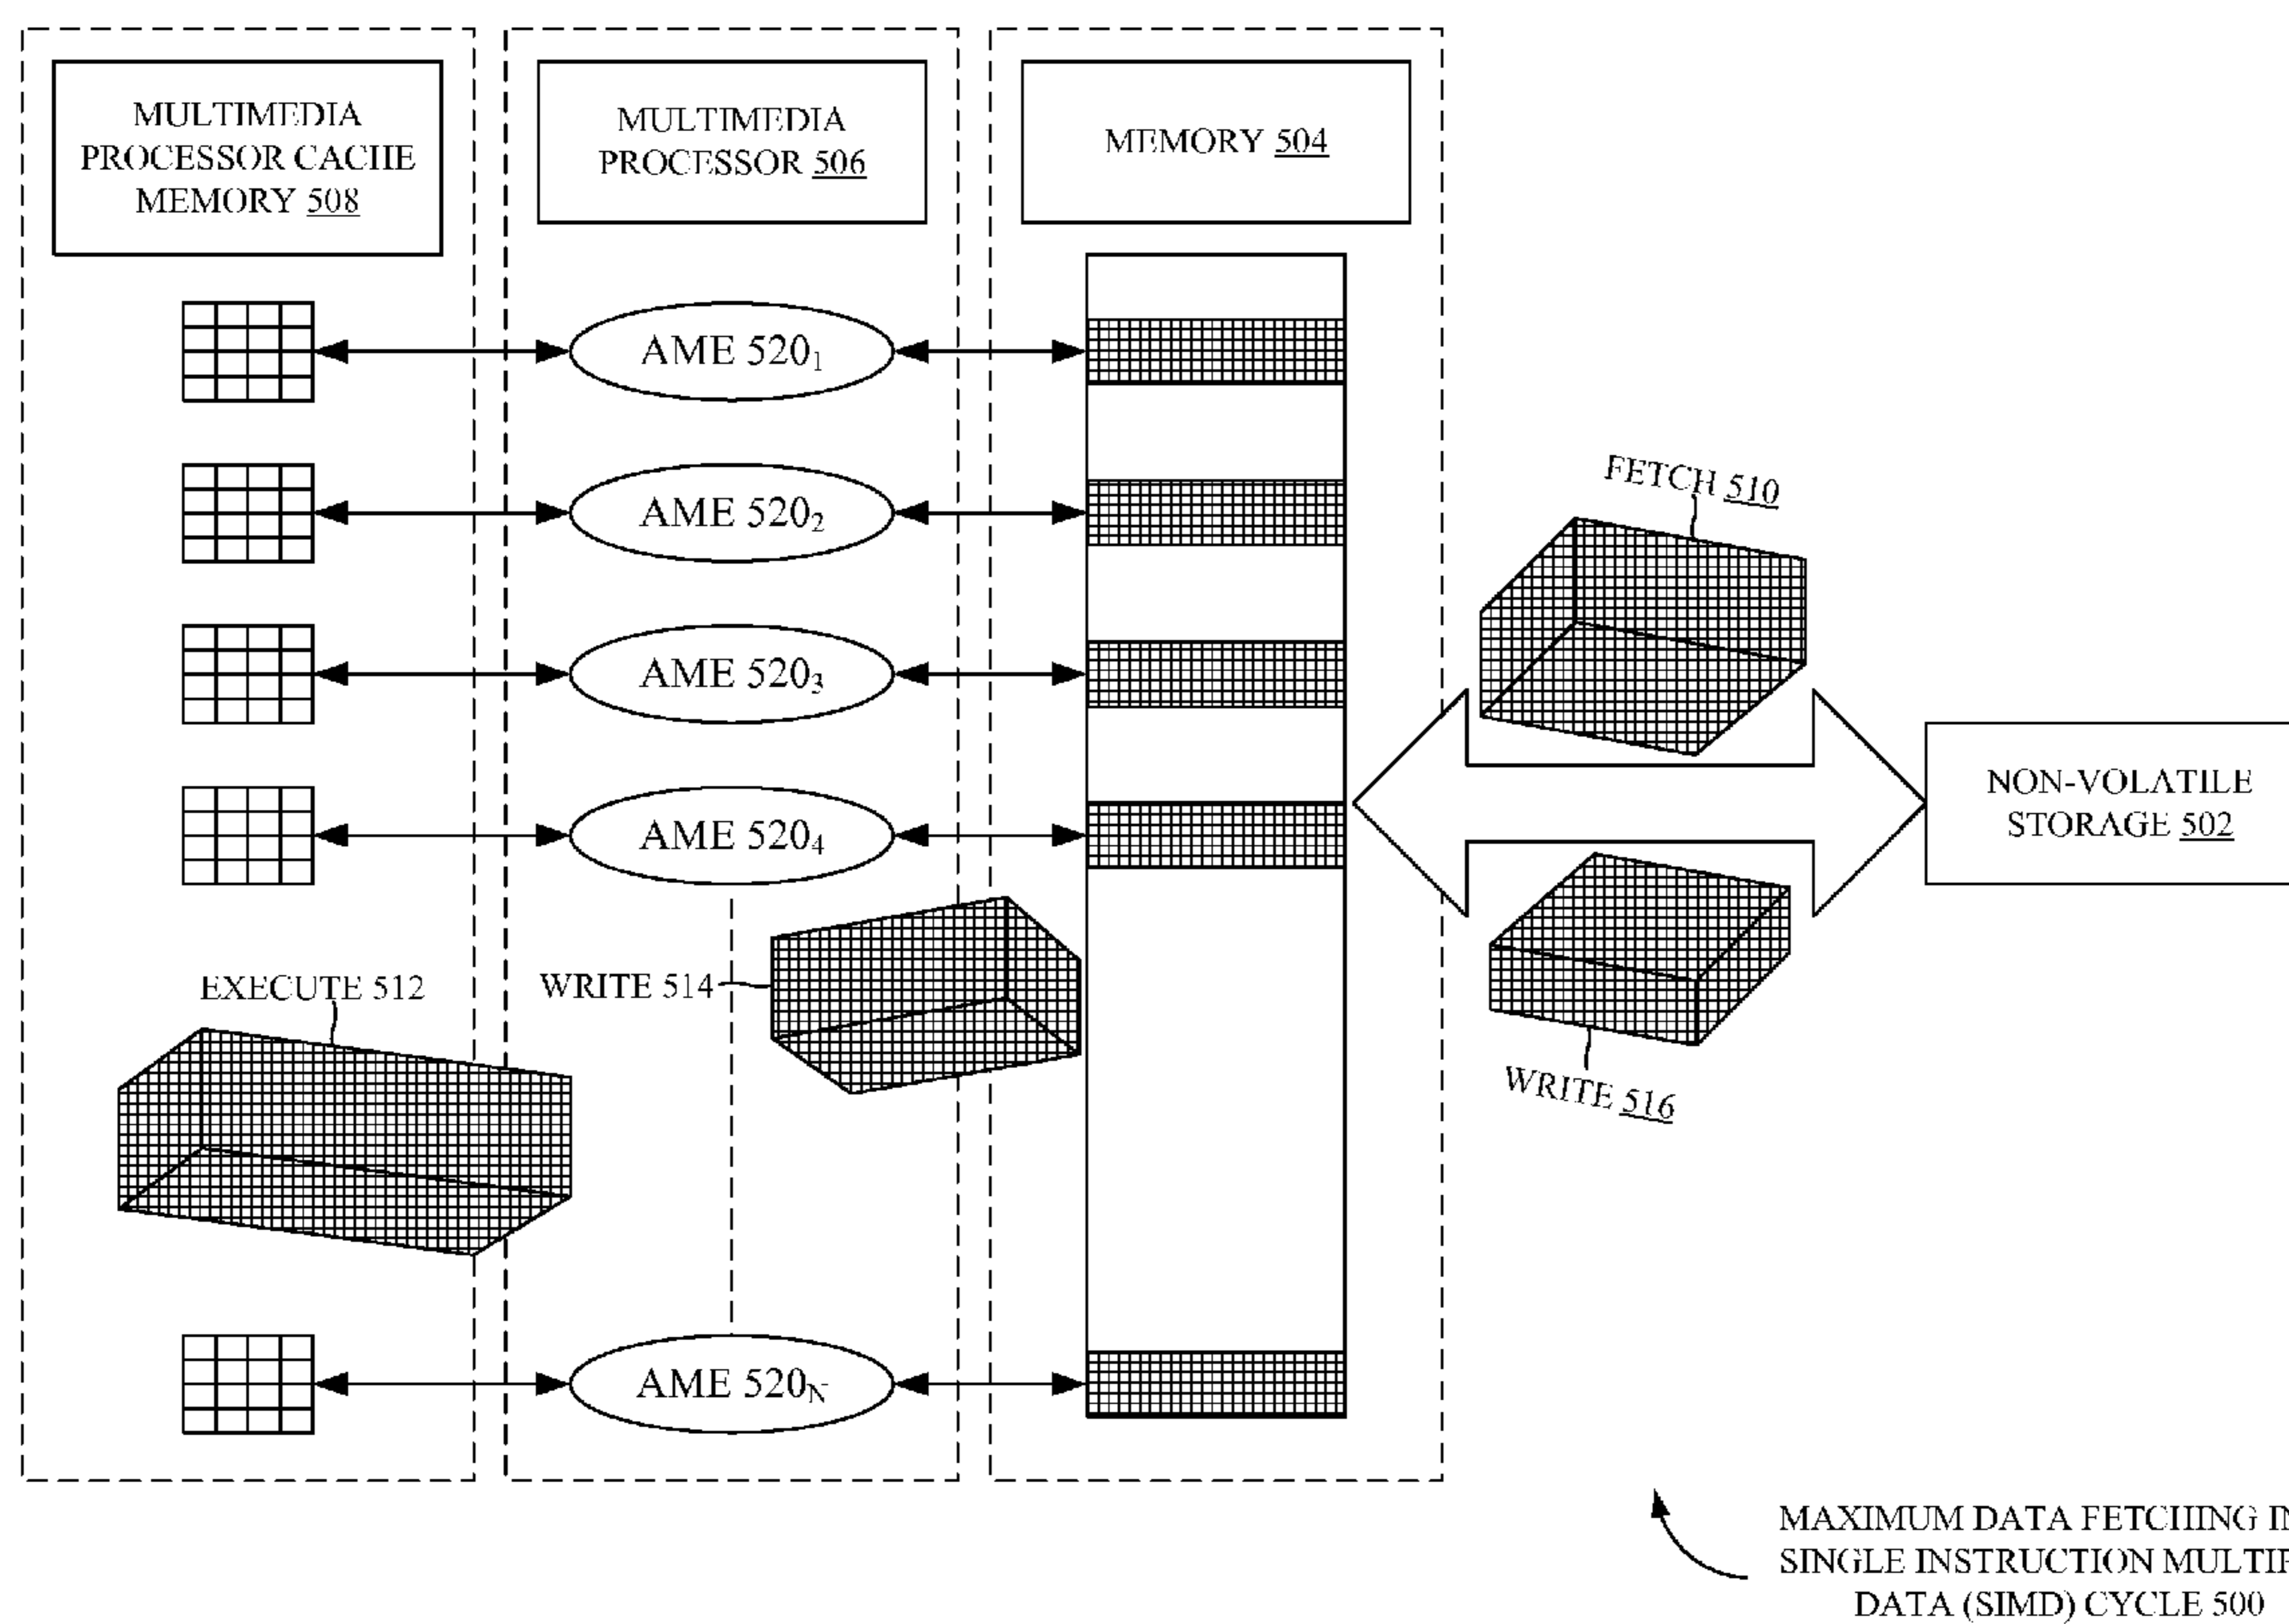 MULTIMEDIA
PROCESSOR CACHE
MEMORY 508
MULTIMEDIA
PROCESSOR 506
MEMORY 504
AME 520₁
AME 520₂
AME 520₃
AME 520₄
AME 520N
FETCH 510
NON-VOLATILE
STORAGE 502
EXECUTE 512
WRITE 514
WRITE 516
MAXIMUM DATA FETCHING
SINGLE INSTRUCTION
DATA (SIMD) CYCLE 500